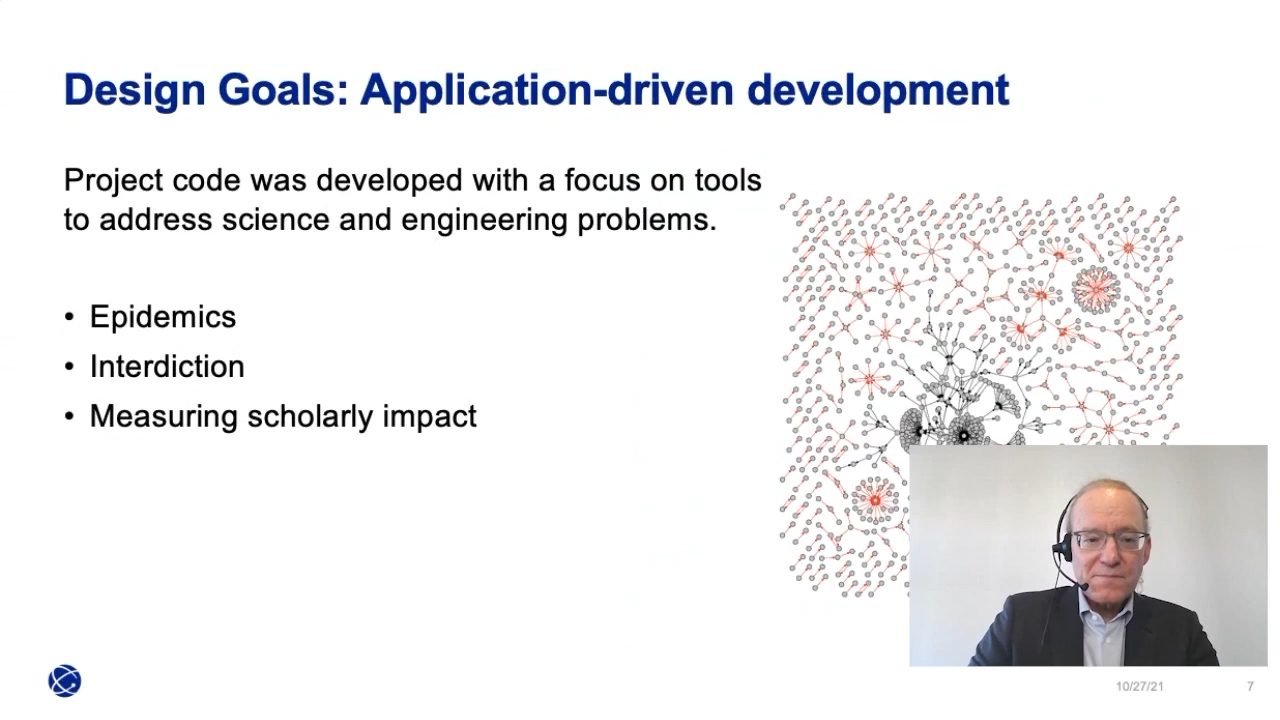 Design Goals: Application-driven development
Project code was developed with a focus on tools
to address science and engineering problems.
• Epidemics
• Interdiction
• Measuring scholarly impact
10/27/21
7